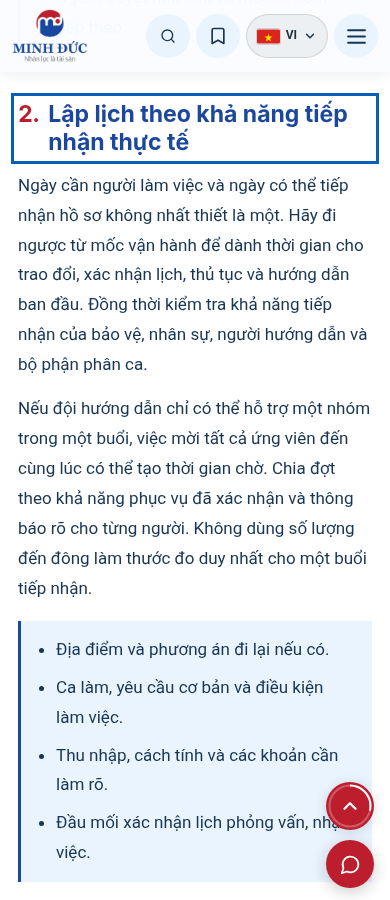 MINH ĐỨC
Nhân lực là tài sản
VI
2. Lập lịch theo khả năng tiếp
nhận thực tế
Ngày cần người làm việc và ngày có thể tiếp
nhận hồ sơ không nhất thiết là một. Hãy đi
ngược từ mốc vận hành để dành thời gian cho
trao đổi, xác nhận lịch, thủ tục và hướng dẫn
ban đầu. Đồng thời kiểm tra khả năng tiếp
nhận của bảo vệ, nhân sự, người hướng dẫn và
bộ phận phân ca.
Nếu đội hướng dẫn chỉ có thể hỗ trợ một nhóm
trong một buổi, việc mời tất cả ứng viên đến
cùng lúc có thể tạo thời gian chờ. Chia đợt
theo khả năng phục vụ đã xác nhận và thông
báo rõ cho từng người. Không dùng số lượng
đến đông làm thước đo duy nhất cho một buổi
tiếp nhận.
• Địa điểm và phương án đi lại nếu có.
• Ca làm, yêu cầu cơ bản và điều kiện
làm việc.
• Thu nhập, cách tính và các khoản cần
làm rõ.
• Đầu mối xác nhận lịch phỏng vấn,
việc.